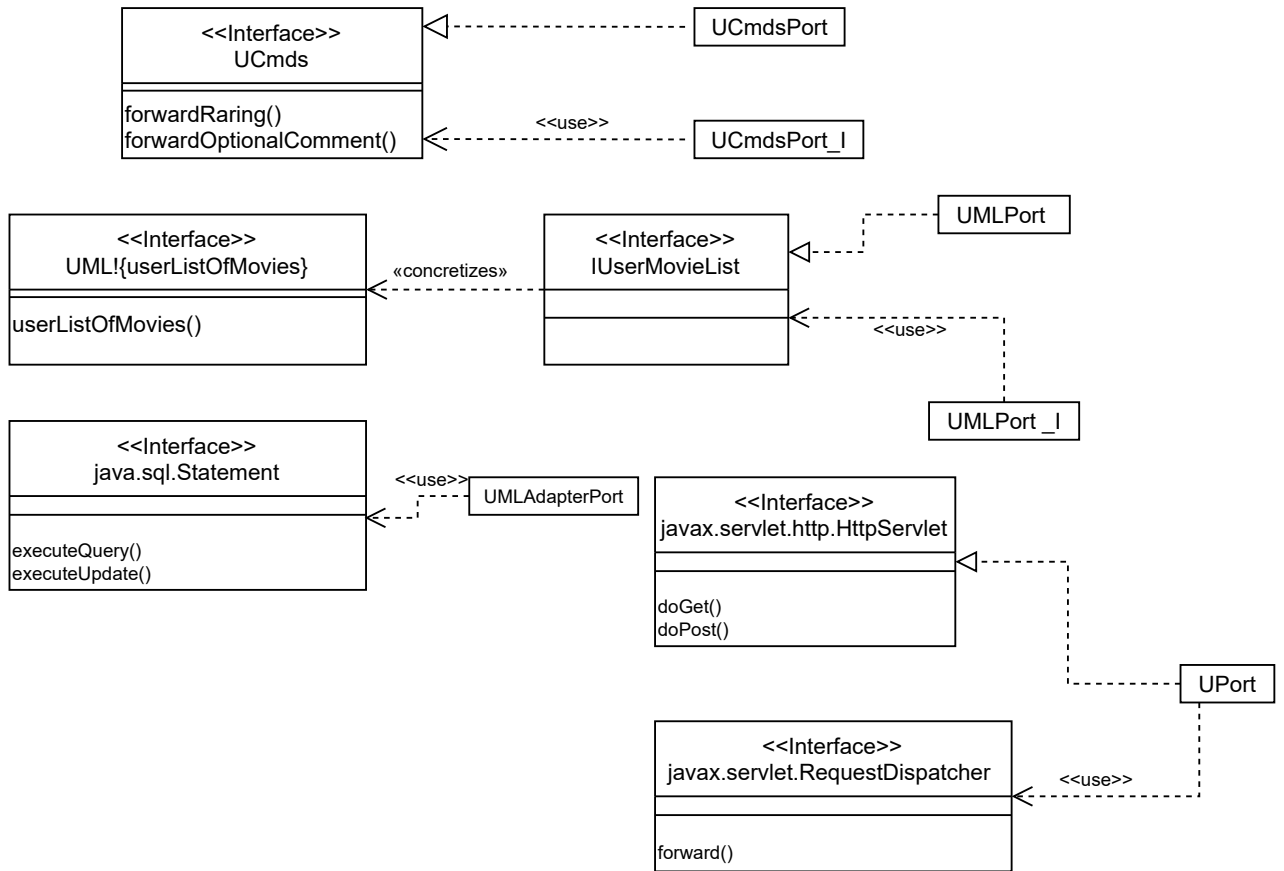 <<Interface>>
UCmds
forwardRaring()
forwardOptionalComment()
UCmdsPort
<<use>>
UCmdsPort_I
<<Interface>>
UML!{userListOfMovies}
userListOfMovies()
«concretizes»
<<Interface>>
IUserMovieList
UMLPort
<<use>>
UMLPort _I
<<Interface>>
java.sql.Statement
executeQuery()
executeUpdate()
<<use>>
UMLAdapterPort
<<Interface>>
javax.servlet.http.HttpServlet
doGet()
doPost()
UPort
<<Interface>>
javax.servlet.RequestDispatcher
forward()
<<use>>